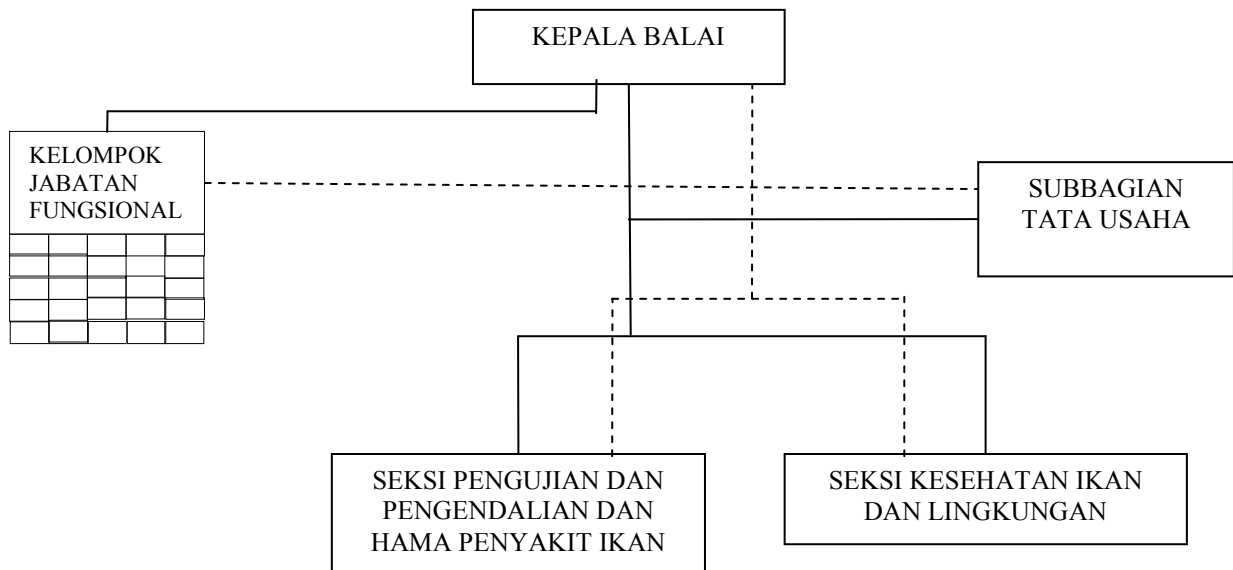 KEPALA BALAI
KELOMPOK
JABATAN
FUNGSIONAL
SUBBAGIAN
TATA USAHA
SEKSI PENGUJIAN DAN
PENGENDALIAN DAN
HAMA PENYAKIT IKAN
SEKSI KESEHATAN IKAN
DAN LINGKUNGAN